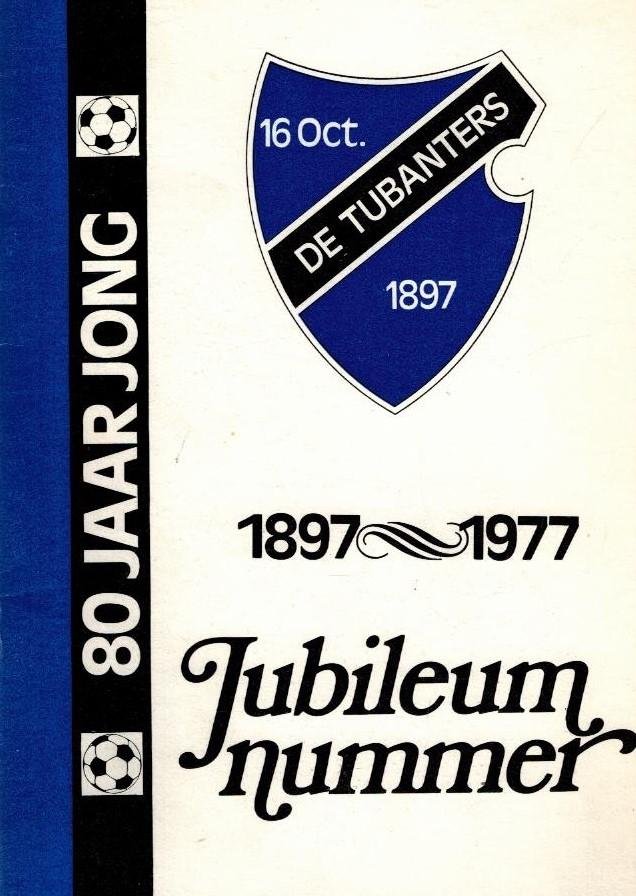 80 JAAR JONG
16 Oct.
DE TUBANTERS
1897
1897 1977
Jubileum
nummer